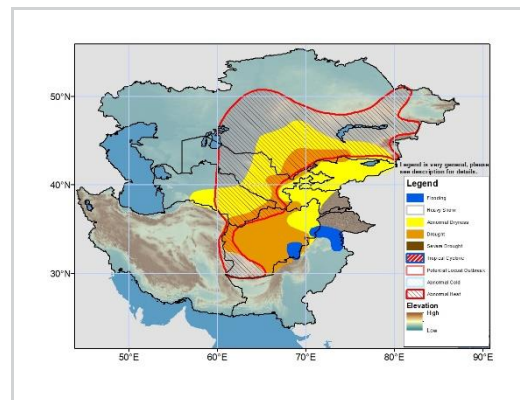 50°N
40°N
30°N
Legend is very general, please
see description for details.
Legend
Flooding
Heavy Snow
Abnormal Dryness
Drought
Severe Drought
Tropical Cyclone
Potential Locust Outbreak
Abnormal Cold
Abnormal Heat
Elevation
High
Low
50°E
60°E
70°E
80°E
90°E